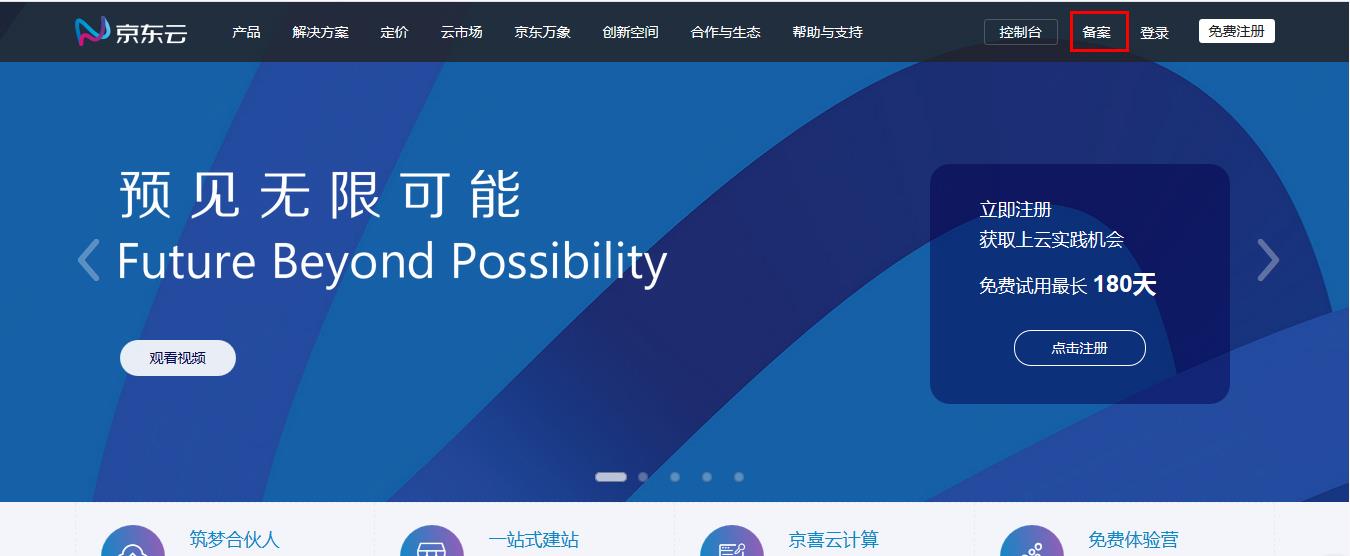 京东云 产品 解决方案 定价 云市场 京东万象 创新空间 合作与生态 帮助与支持 控制台 备案 登录 免费注册
预见无限可能
Future Beyond Possibility
观看视频
立即注册
获取上云实践机会
免费试用最长 180天
点击注册
筑梦合伙人 一站式建站 京喜云计算 免费体验营